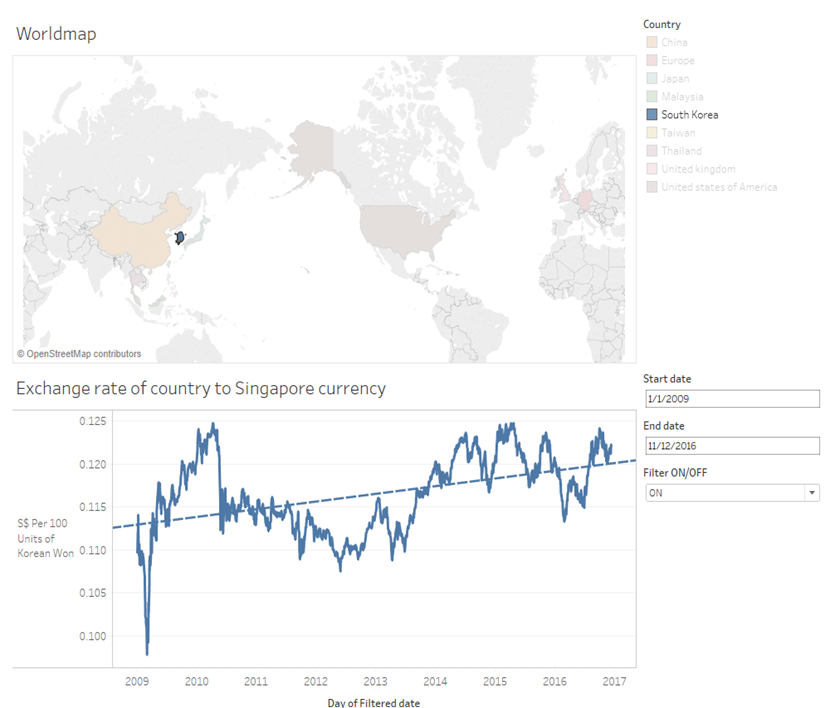 Worldmap
© OpenStreetMap contributors
Country
China
Europe
Japan
Malaysia
South Korea
Taiwan
Thailand
United kingdom
United states of America
Exchange rate of country to Singapore currency
S$ Per 100
Units of
Korean Won
0.125
0.120
0.115
0.110
0.105
0.100
2009 2010 2011 2012 2013 2014 2015 2016 2017
Day of Filtered date
Start date
1/1/2009
End date
11/12/2016
Filter ON/OFF
ON